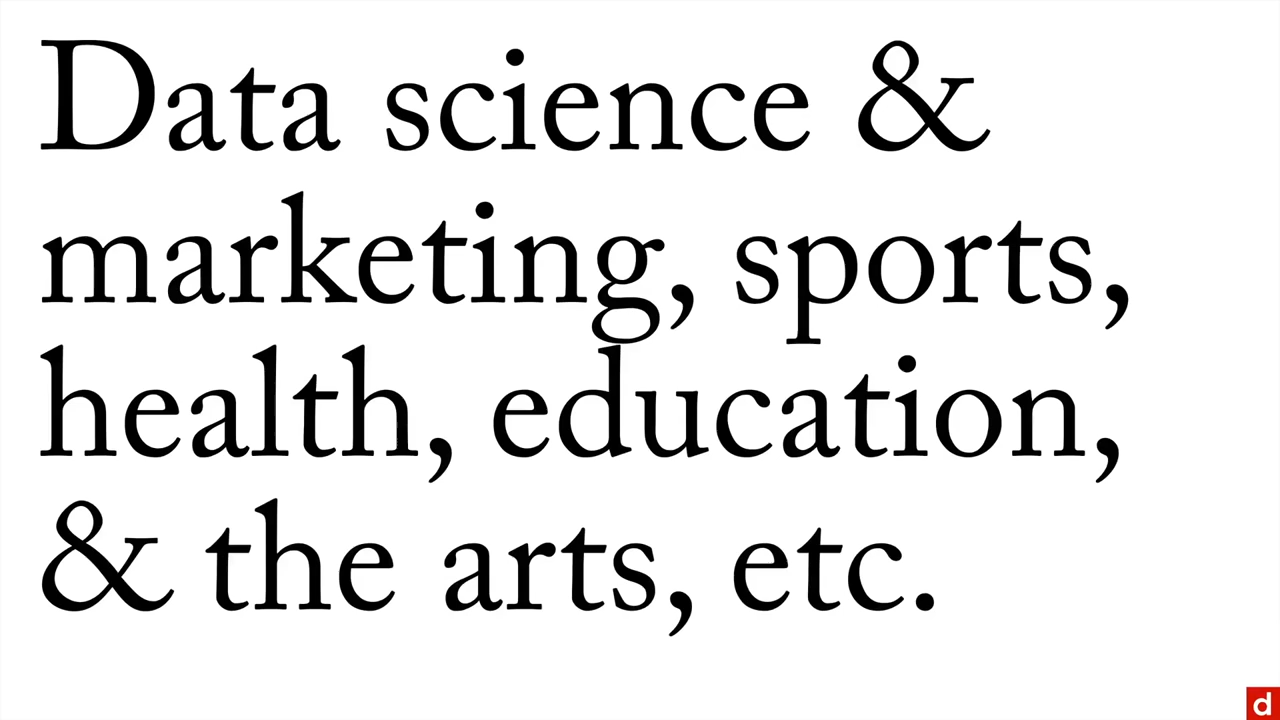 Data science &
marketing, sports,
health, education,
& the arts, etc.
d